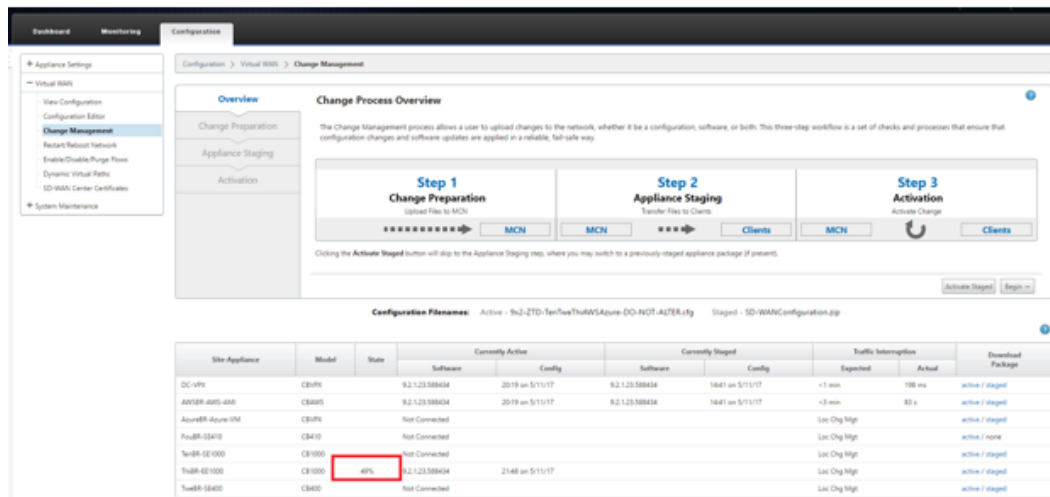 Dashboard Monitoring Configuration
+ Appliance Settings
− Virtual WAN
View Configuration
Configuration Editor
Change Management
Restart/Reboot Network
Enable/Disable/Purge Flows
Dynamic Virtual Paths
SD-WAN Center Certificates
+ System Maintenance
Configuration > Virtual WAN > Change Management
Overview
Change Preparation
Appliance Staging
Activation
Change Process Overview
The Change Management process allows a user to upload changes to the network, whether it be a configuration, software, or both. This three-step workflow is a set of checks and processes that ensure that
configuration changes and software updates are applied in a reliable, fail-safe way.
Step 1 Step 2 Step 3
Change Preparation Appliance Staging Activation
Upload Files to MCN Transfer Files to Clients Activate Change
MCN MCN Clients MCN Clients
Clicking the Activate Staged button will skip to the Appliance Staging step, where you may switch to a previously-staged appliance package (if present).
Activate Staged Begin
Configuration Filenames: Active - 9v2-ZTD-TenTweThiAWSAzure-DO-NOT-ALTER.cfg Staged - SD-WANConfiguration.zip
Site-Appliance Model State Currently Active Currently Staged Traffic Interruption Download Package
Software Config Software Config Expected Actual
DC-VPX CBVPX 9.2.1.23.588434 20:19 on 5/11/17 9.2.1.23.588434 14:41 on 5/11/17 <1 min 198 ms active / staged
AWSBR-AWS-AMI CBAWS 9.2.1.23.588434 20:19 on 5/11/17 9.2.1.23.588434 14:41 on 5/11/17 <3 min 83 s active / staged
AzureBR-Azure-VM CBVPX Not Connected Loc Chg Mgt active / staged
FouBR-SE410 CB410 Not Connected Loc Chg Mgt active / none
TenBR-SE1000 CB1000 Not Connected Loc Chg Mgt active / staged
ThiBR-EE1000 CB1000 49% 9.2.1.23.588434 21:48 on 5/11/17 Loc Chg Mgt active / staged
TweBR-SE400 CB400 Not Connected Loc Chg Mgt active / staged